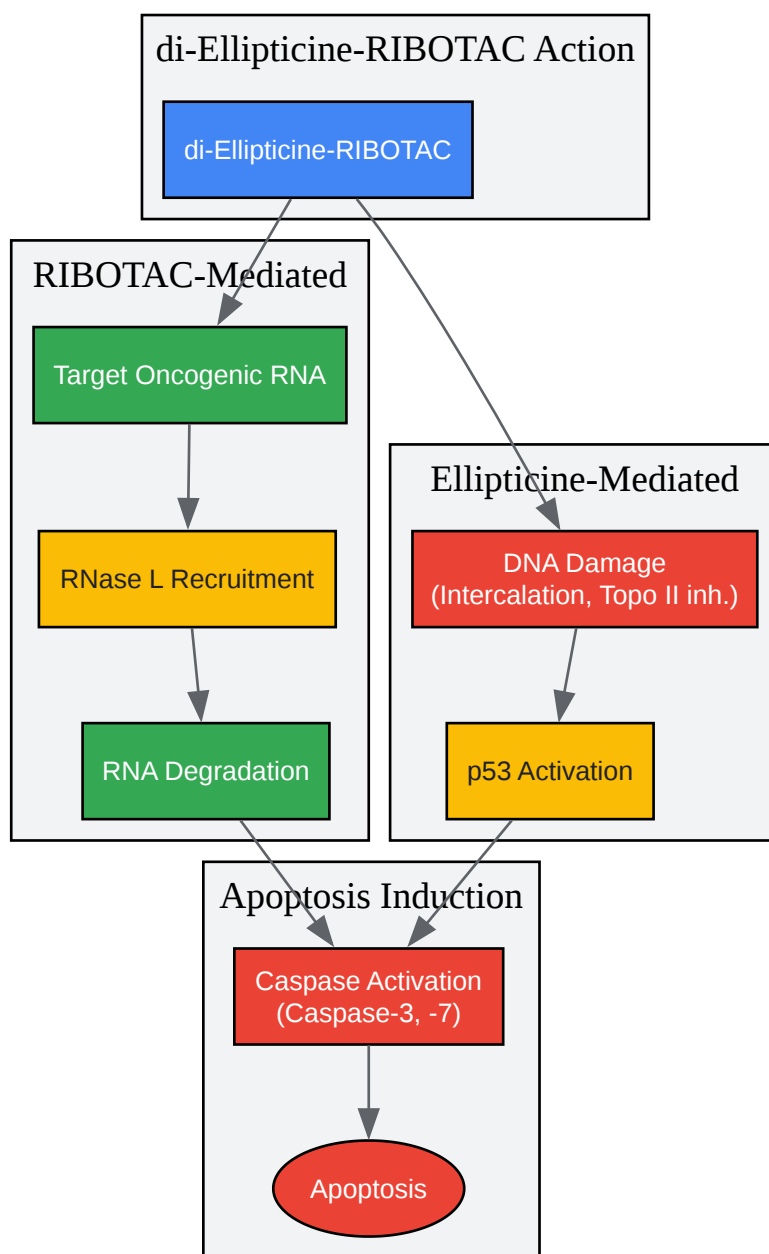 di-Ellipticine-RIBOTAC Action
di-Ellipticine-RIBOTAC
RIBOTAC-Mediated
Target Oncogenic RNA
RNase L Recruitment
RNA Degradation
Ellipticine-Mediated
DNA Damage
(Intercalation, Topo II inh.)
p53 Activation
Apoptosis Induction
Caspase Activation
(Caspase-3, -7)
Apoptosis